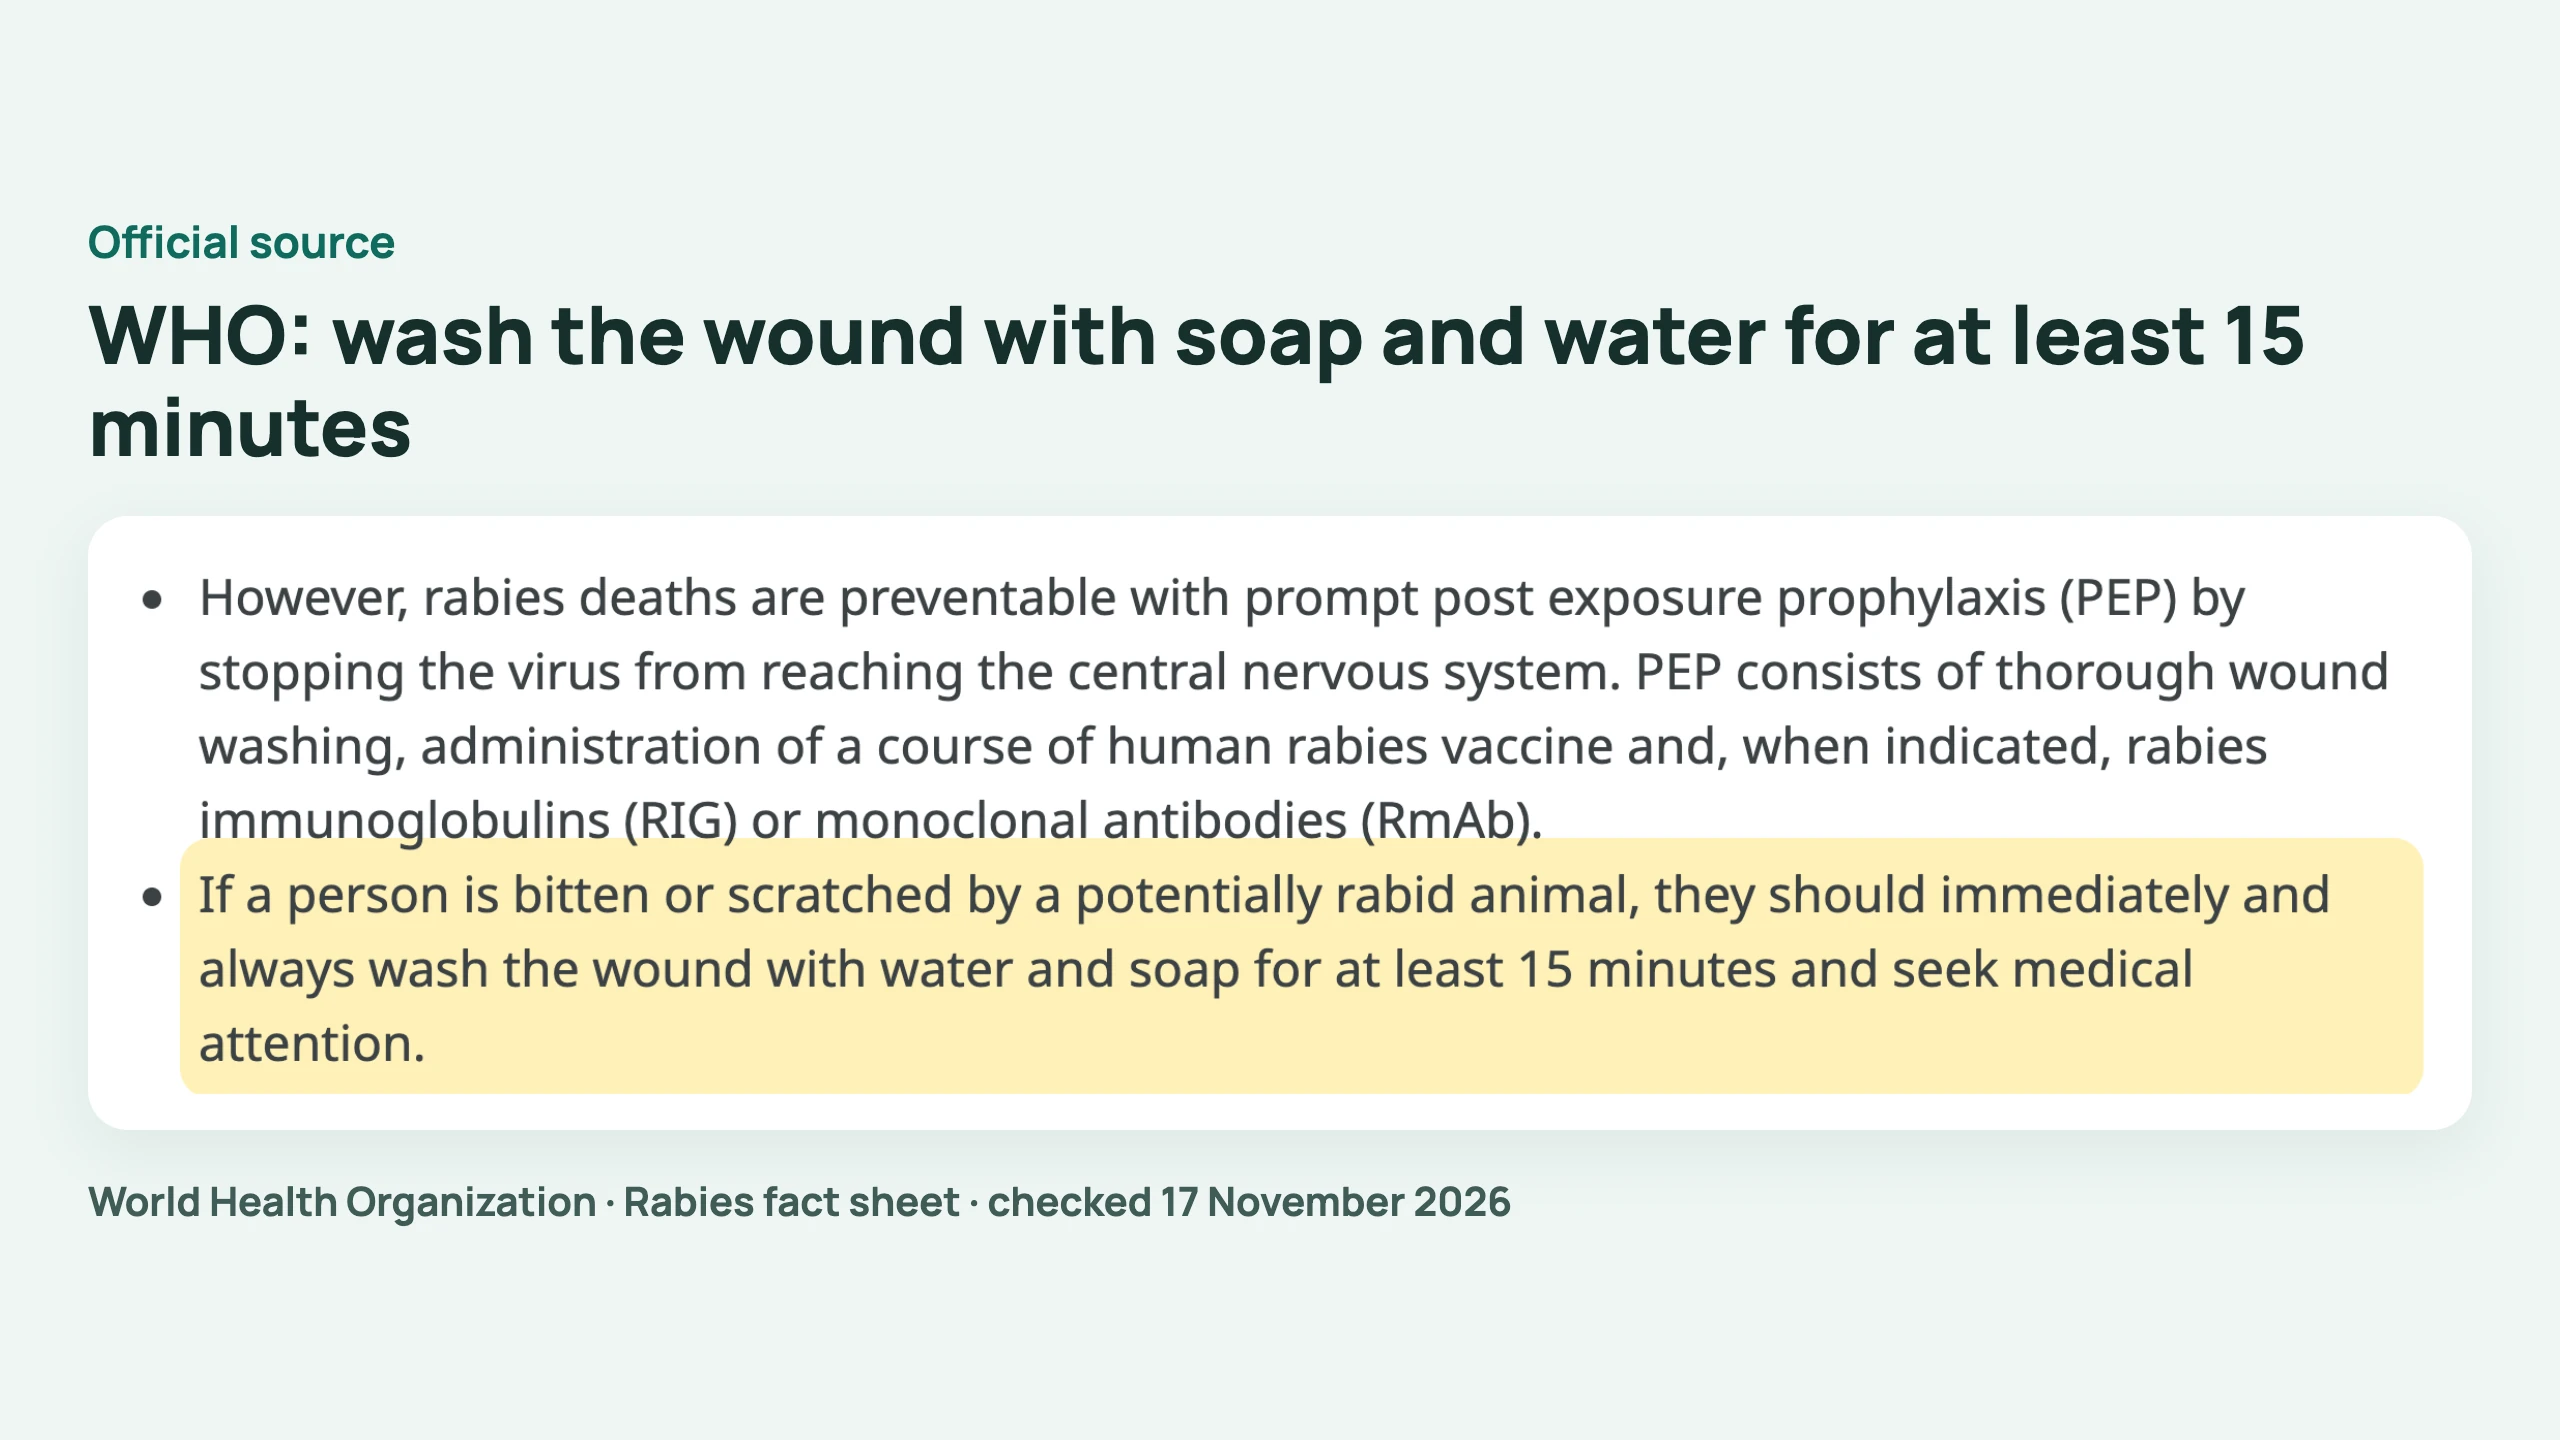 Official source
WHO: wash the wound with soap and water for at least 15
minutes
• However, rabies deaths are preventable with prompt post exposure prophylaxis (PEP) by
stopping the virus from reaching the central nervous system. PEP consists of thorough wound
washing, administration of a course of human rabies vaccine and, when indicated, rabies
immunoglobulins (RIG) or monoclonal antibodies (RmAb).
• If a person is bitten or scratched by a potentially rabid animal, they should immediately and
always wash the wound with water and soap for at least 15 minutes and seek medical
attention.
World Health Organization · Rabies fact sheet · checked 17 November 2026